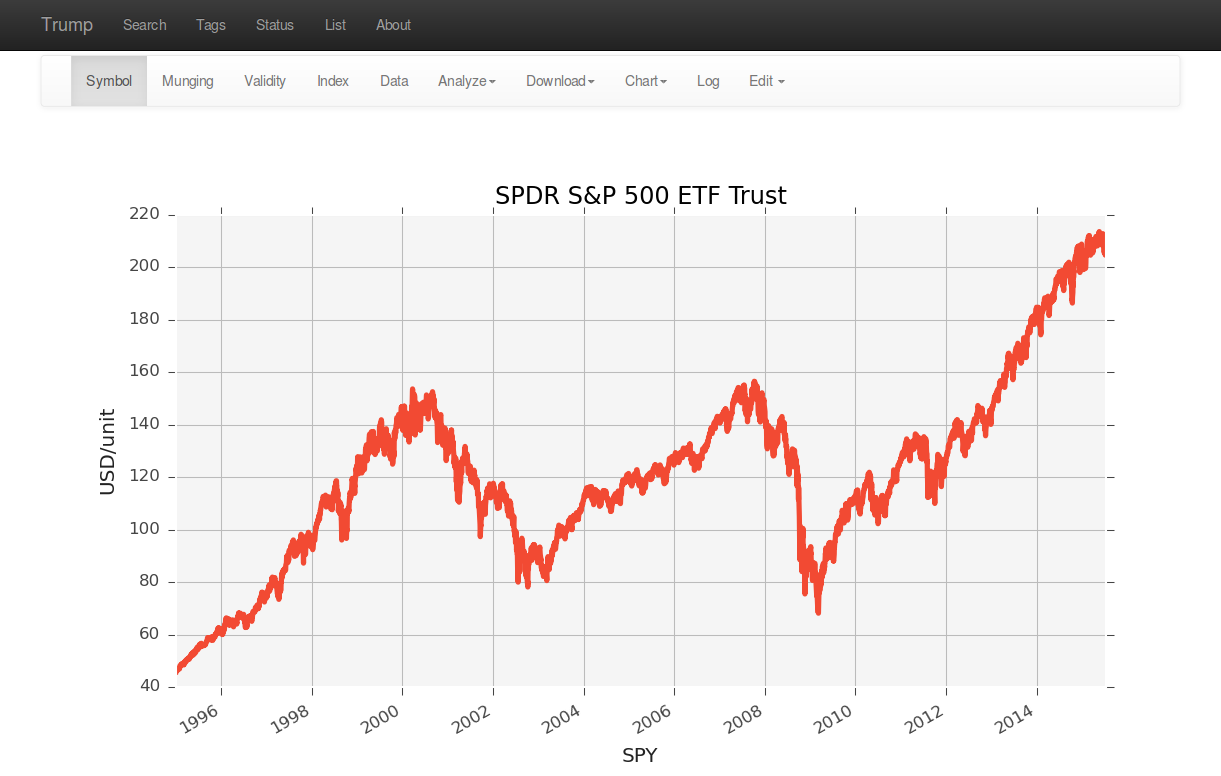 Trump Search Tags Status List About
Symbol Munging Validity Index Data Analyze Download Chart Log Edit
SPDR S&P 500 ETF Trust
220
200
180
160
140
120
100
80
60
40
USD/unit
1996 1998 2000 2002 2004 2006 2008 2010 2012 2014
SPY